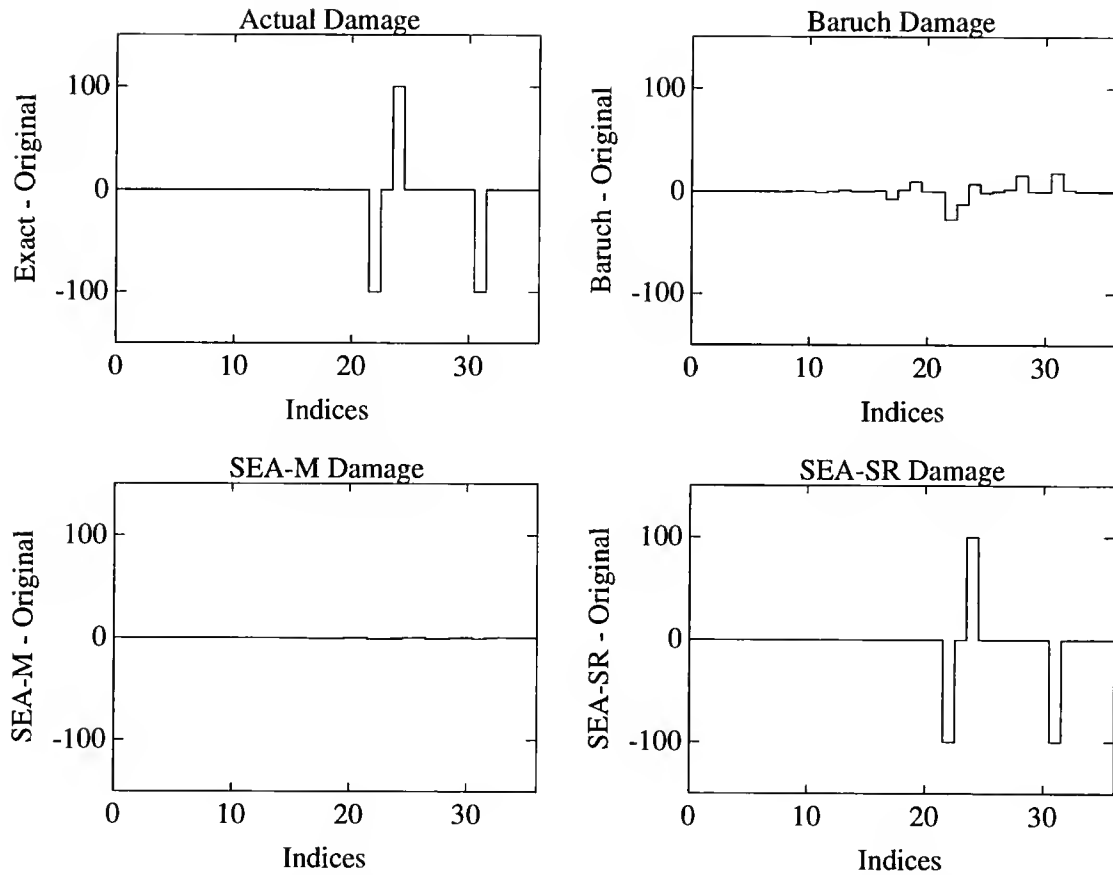 Actual Damage
Exact - Original
100
0
-100
0
10
20
30
Indices
Baruch Damage
Baruch - Original
100
0
-100
0
10
20
30
Indices
SEA-M Damage
SEA-M - Original
100
0
-100
0
10
20
30
Indices
SEA-SR Damage
SEA-SR - Original
100
0
-100
0
10
20
30
Indices